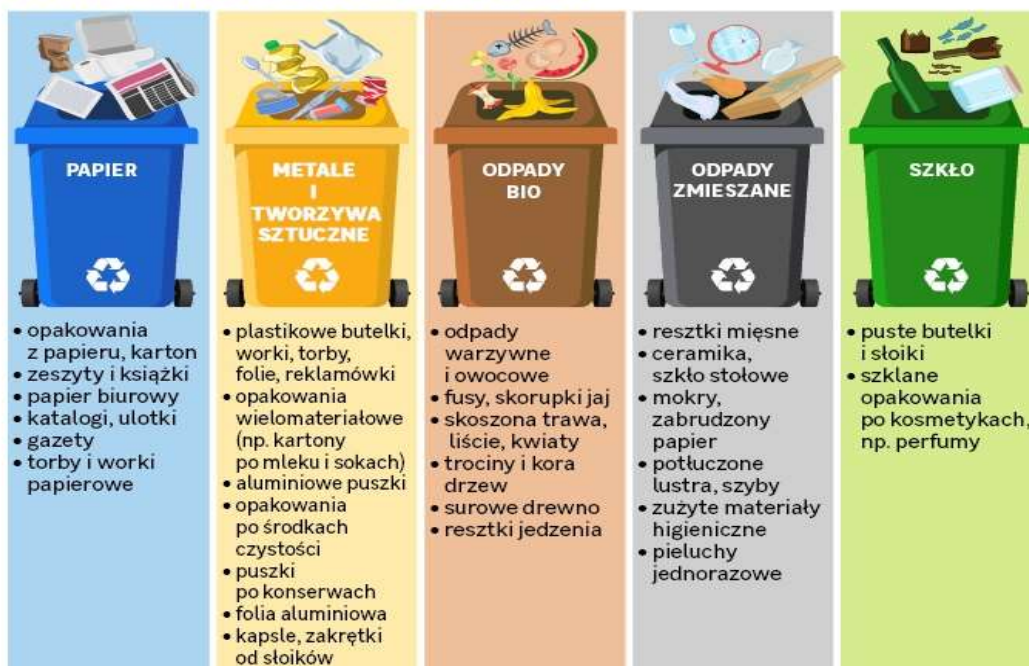 PAPIER
• opakowania
z papieru, karton
• zeszyty i książki
• papier biurowy
• katalogi, ulotki
• gazety
• torby i worki
papierowe
METALE
I
TWORZYWA
SZTUCZNE
• plastikowe butelki,
worki, torby,
folie, reklamówki
• opakowania
wielomateriałowe
(np. kartony
po mleku i sokach)
• aluminiowe puszki
• opakowania
po środkach
czystości
• puszki
po konserwach
• folia aluminiowa
• kapsle, zakrętki
od słoików
ODPADY
BIO
• odpady
warzywne
i owocowe
• fusy, skorupki jaj
• skoszona trawa,
liście, kwiaty
• trociny i kora
drzew
• surowe drewno
• resztki jedzenia
ODPADY
ZMIESZANE
• resztki mięsne
• ceramika,
szkło stołowe
• mokry,
zabrudzony
papier
• potłuczone
lustra, szyby
• zużyte materiały
higieniczne
• pieluchy
jednorazowe
SZKŁO
• puste butelki
i słoiki
• szklane
opakowania
po kosmetykach,
np. perfumy